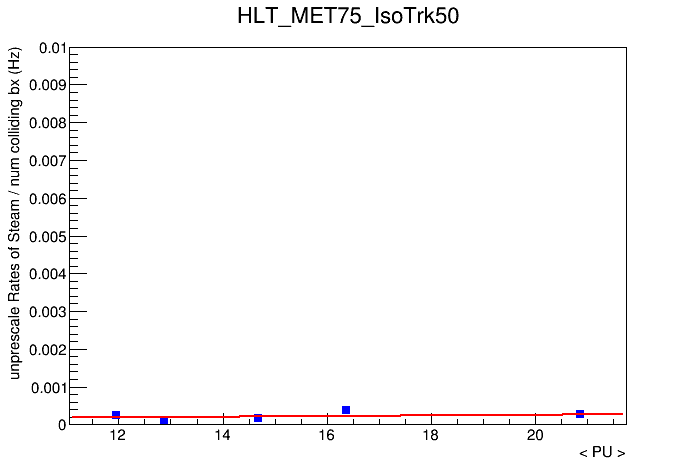 HLT_MET75_IsoTrk50
unprescale Rates of Steam / num colliding bx (Hz)
0.01
0.009
0.008
0.007
0.006
0.005
0.004
0.003
0.002
0.001
0
12 14 16 18 20
< PU >